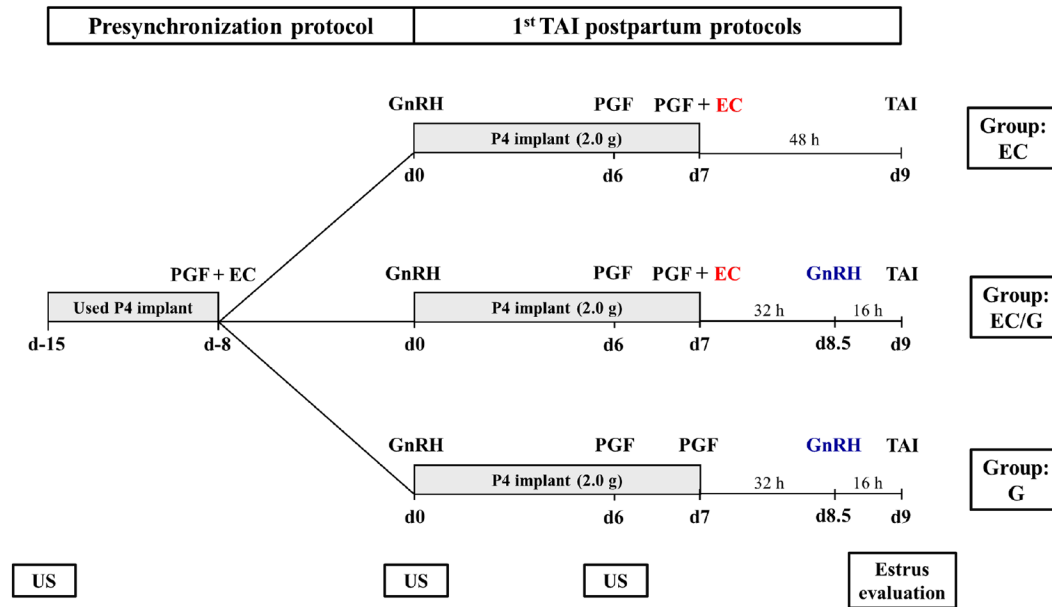 Presynchronization protocol 1st TAI postpartum protocols
GnRH PGF PGF + EC TAI
P4 implant (2.0 g) 48 h
d0 d6 d7 d9
Group:
EC
PGF + EC GnRH PGF PGF + EC GnRH TAI
Used P4 implant P4 implant (2.0 g) 32 h 16 h
d-15 d-8 d0 d6 d7 d8.5 d9
Group:
EC/G
GnRH PGF PGF GnRH TAI
P4 implant (2.0 g) 32 h 16 h
d0 d6 d7 d8.5 d9
Group:
G
US US US
Estrus
evaluation